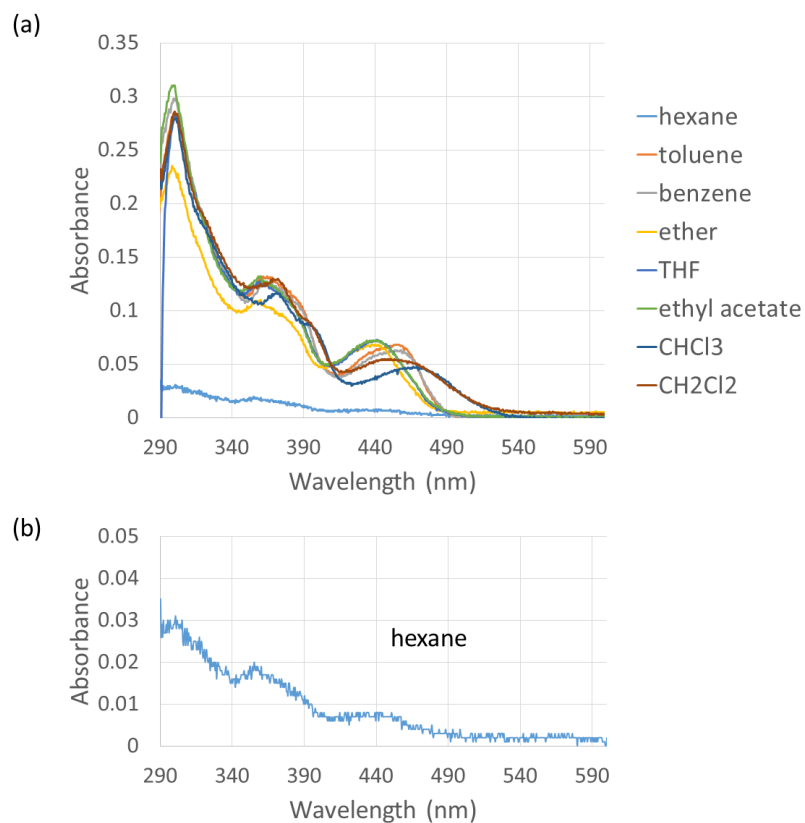 (a)
0.35
0.3
0.25
0.2
0.15
0.1
0.05
0
Absorbance
290 340 390 440 490 540 590
Wavelength (nm)
hexane
toluene
benzene
ether
THF
ethyl acetate
CHCl3
CH2Cl2
(b)
0.05
0.04
0.03
0.02
0.01
0
Absorbance
hexane
290 340 390 440 490 540 590
Wavelength (nm)